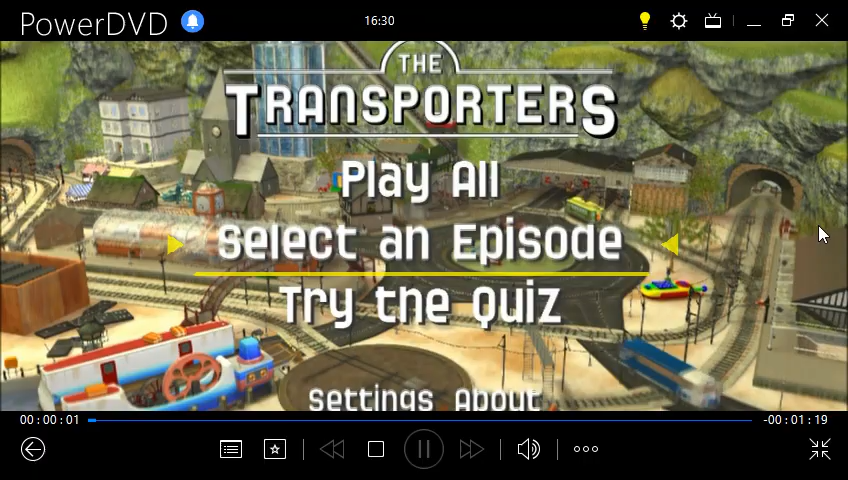 PowerDVD
16:30
THE
TRANSPORTERS
Play All
Select an Episode
Try the Quiz
Settings About
00:00:01
-00:01:19